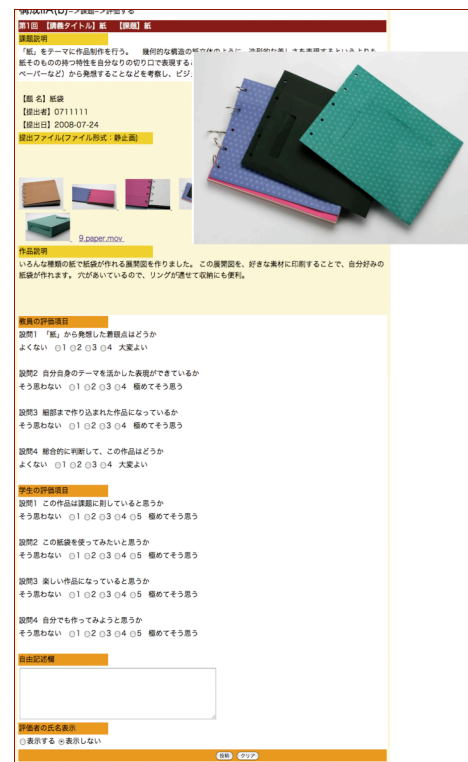 構成IIA(B)->課題->評価する
第1回 【講義タイトル】紙 【課題】紙
課題説明
「紙」をテーマに作品制作を行う。 幾何的な構造の紙立体のように、造形的な美しさを表現するというよりも、
紙そのものの持つ特性を自分なりの切り口で表現するこ
ペーパーなど）から発想することなどを考察し、ビジュ
【題 名】紙袋
【提出者】0711111
【提出日】2008-07-24
提出ファイル(ファイル形式：静止画)
9.paper.mov
作品説明
いろんな種類の紙で紙袋が作れる展開図を作りました。 この展開図を、好きな素材に印刷することで、自分好みの
紙袋が作れます。 穴があいているので、リングが通せて収納にも便利。
教員の評価項目
設問1 「紙」から発想した着眼点はどうか
よくない 1 2 3 4 大変よい
設問2 自分自身のテーマを活かした表現ができているか
そう思わない 1 2 3 4 極めてそう思う
設問3 細部まで作り込まれた作品になっているか
そう思わない 1 2 3 4 極めてそう思う
設問4 総合的に判断して、この作品はどうか
よくない 1 2 3 4 大変よい
学生の評価項目
設問1 この作品は課題に則していると思うか
そう思わない 1 2 3 4 5 極めてそう思う
設問2 この紙袋を使ってみたいと思うか
そう思わない 1 2 3 4 5 極めてそう思う
設問3 楽しい作品になっていると思うか
そう思わない 1 2 3 4 5 極めてそう思う
設問4 自分でも作ってみようと思うか
そう思わない 1 2 3 4 5 極めてそう思う
自由記述欄
評価者の氏名表示
表示する 表示しない
投稿 クリア